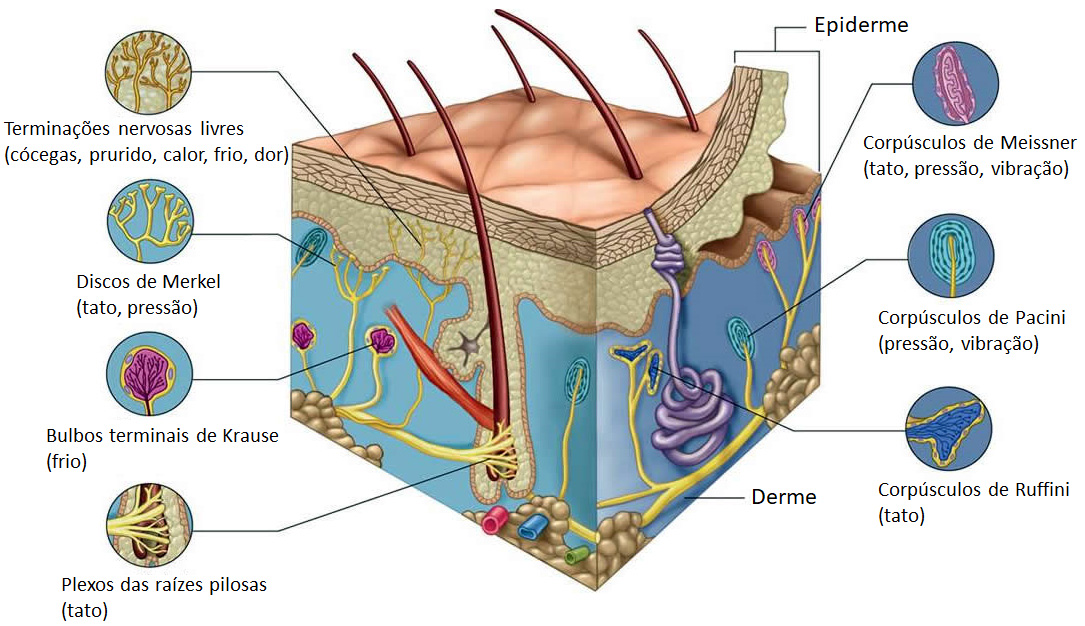 Epiderme
Terminações nervosas livres
(cócegas, prurido, calor, frio, dor)
Discos de Merkel
(tato, pressão)
Bulbos terminais de Krause
(frio)
Plexos das raízes pilosas
(tato)
Corpúsculos de Meissner
(tato, pressão, vibração)
Corpúsculos de Pacini
(pressão, vibração)
Corpúsculos de Ruffini
(tato)
Derme